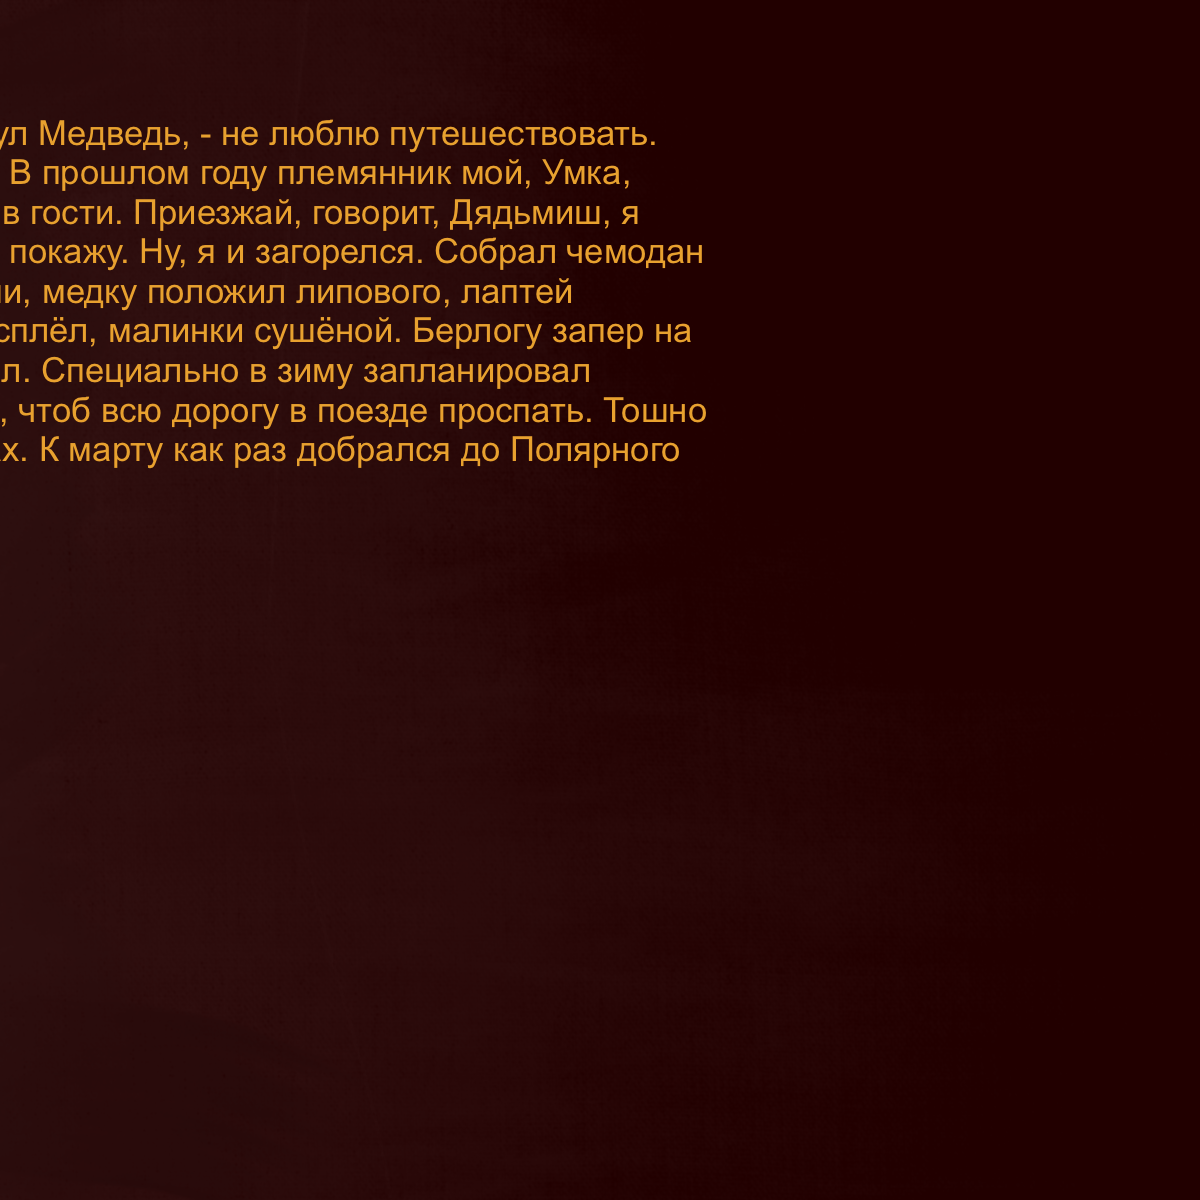 Медведь, - не люблю путешествовать.
В прошлом году племянник мой, Умка,
в гости. Приезжай, говорит, Дядьмиш, я
покажу. Ну, я и загорелся. Собрал чемодан
медку положил липового, лаптей
сплёл, малинки сушёной. Берлогу запер на
Специально в зиму запланировал
, чтоб всю дорогу в поезде проспать. Тошно
К марту как раз добрался до Полярного